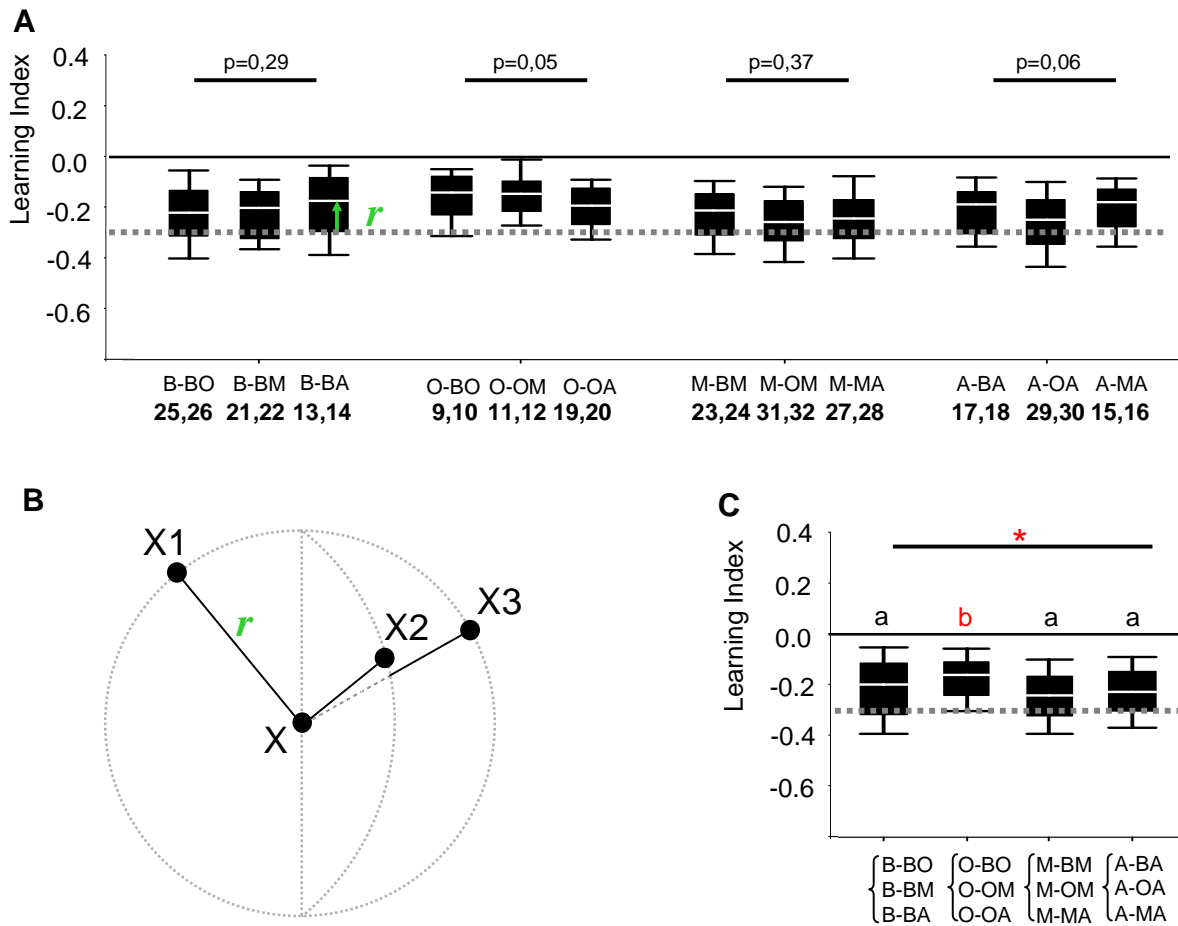 A
Learning Index
0.4
0.2
0.0
-0.2
-0.4
-0.6
p=0,29
p=0,05
p=0,37
p=0,06
r
B-BO B-BM B-BA O-BO O-OM O-OA M-BM M-OM M-MA A-BA A-OA A-MA
25,26 21,22 13,14 9,10 11,12 19,20 23,24 31,32 27,28 17,18 29,30 15,16
B
X1
r
X2
X3
X
C
Learning Index
0.4
0.2
0.0
-0.2
-0.4
-0.6
*
a b a a
B-BO O-BO M-BM A-BA
B-BM O-OM M-OM A-OA
B-BA O-OA M-MA A-MA